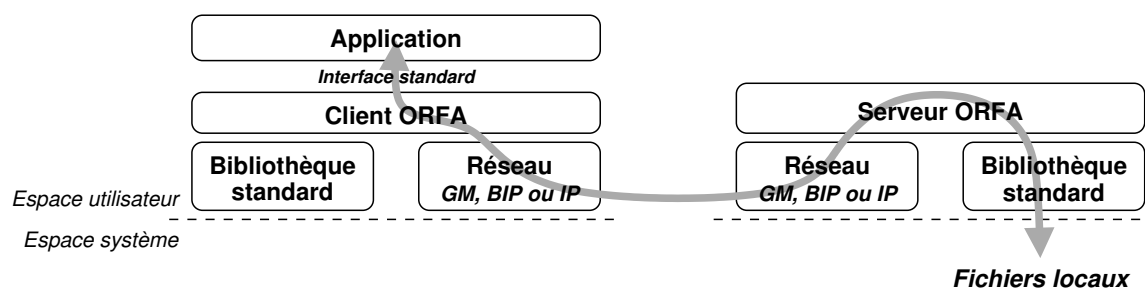 Application
Interface standard
Client ORFA
Serveur ORFA
Bibliothèque
standard
Réseau
GM, BIP ou IP
Réseau
GM, BIP ou IP
Bibliothèque
standard
Espace utilisateur
Espace système
Fichiers locaux